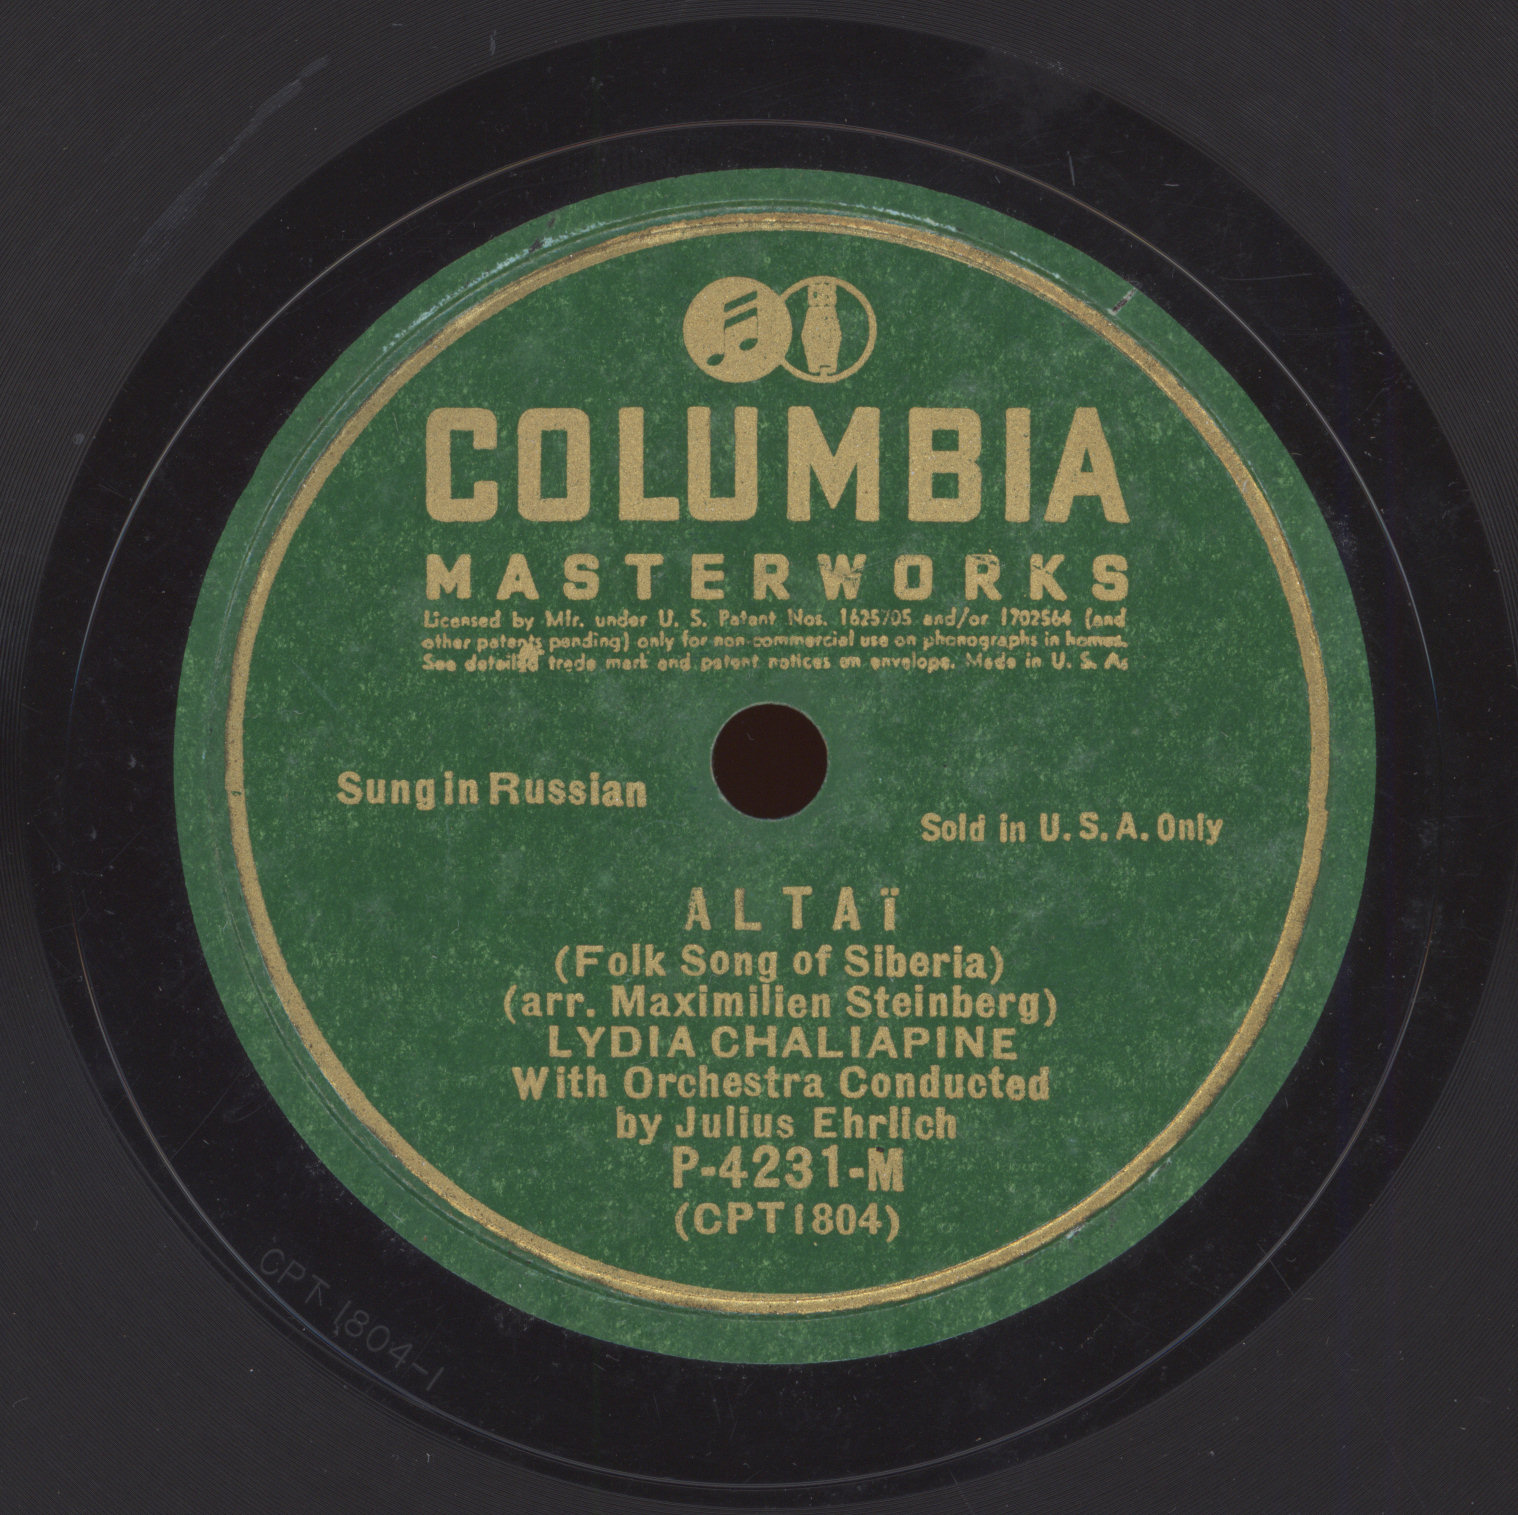 COLUMBIA
MASTERWORKS
Licensed by Mfr. under U. S. Patent Nos. 1625705 and/or 1702564 (and
other patents pending) only for non-commercial use on phonographs in homes.
See detailed trade mark and patent notices on envelope. Made in U. S. A.
Sung in Russian
Sold in U. S. A. Only
ALTAÏ
(Folk Song of Siberia)
(arr. Maximilien Steinberg)
LYDIA CHALIAPINE
With Orchestra Conducted
by Julius Ehrlich
P-4231-M
(CPT 1804)
CPT 1804-1